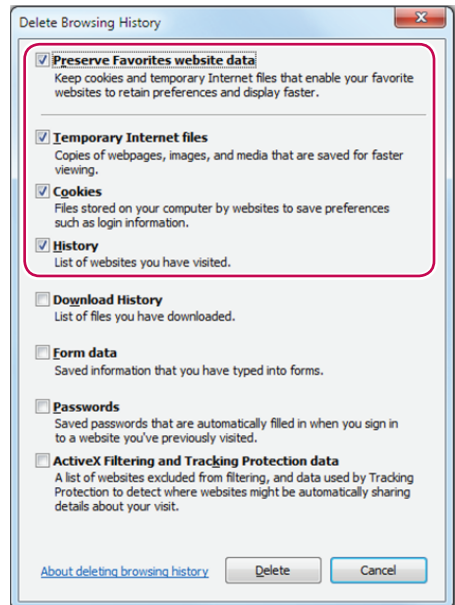 Delete Browsing History
Preserve Favorites website data
Keep cookies and temporary Internet files that enable your favorite
websites to retain preferences and display faster.
Temporary Internet files
Copies of webpages, images, and media that are saved for faster
viewing.
Cookies
Files stored on your computer by websites to save preferences
such as login information.
History
List of websites you have visited.
Download History
List of files you have downloaded.
Form data
Saved information that you have typed into forms.
Passwords
Saved passwords that are automatically filled in when you sign in
to a website you've previously visited.
ActiveX Filtering and Tracking Protection data
A list of websites excluded from filtering, and data used by Tracking
Protection to detect where websites might be automatically sharing
details about your visit.
About deleting browsing history
Delete
Cancel